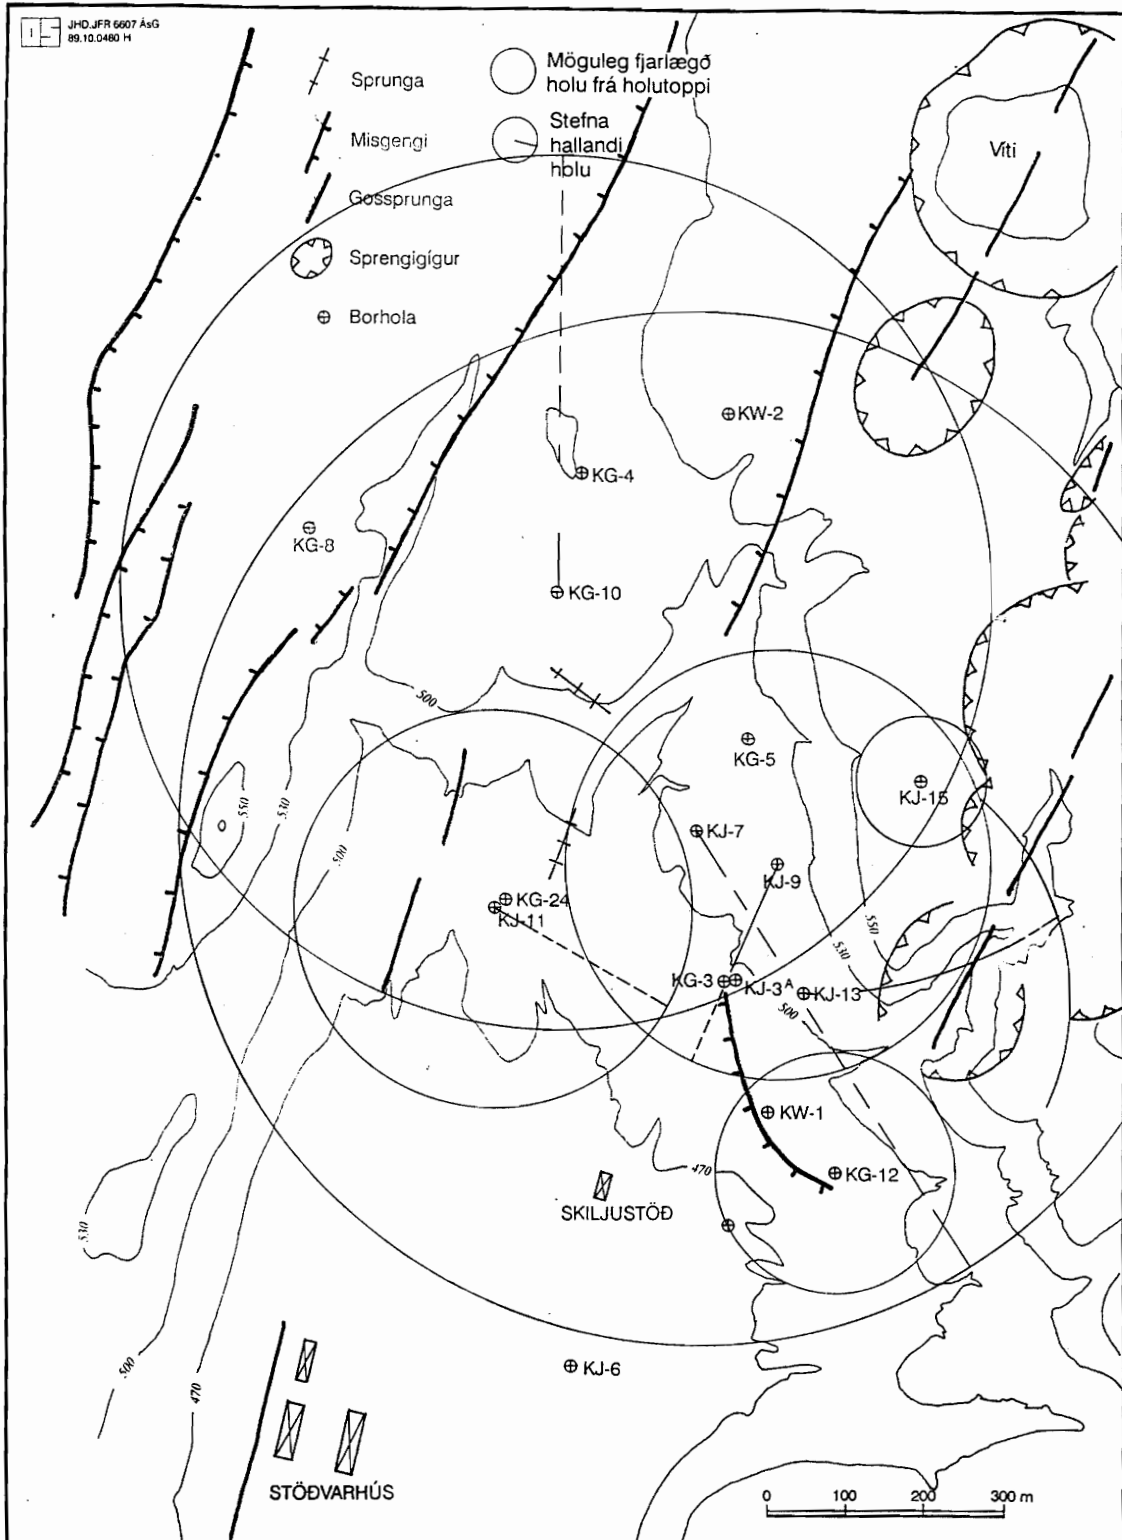 JHD.JFR 6607 ÁsG
89.10.0460 H
Sprunga
Misgengi
Gossprunga
Sprengigígur
Borhola
Möguleg fjarlægð
holu frá holutoppi
Stefna
hallandi
holu
Víti
KW-2
KG-4
KG-8
KG-10
500
KG-5
KJ-15
550
530
500
KJ-7
KJ-9
KG-24
KJ-11
550
530
KG-3
KJ-3A
KJ-13
500
KW-1
470
KG-12
SKILJUSTÖÐ
530
KJ-6
500
470
STÖÐVARHÚS
0 100 200 300 m